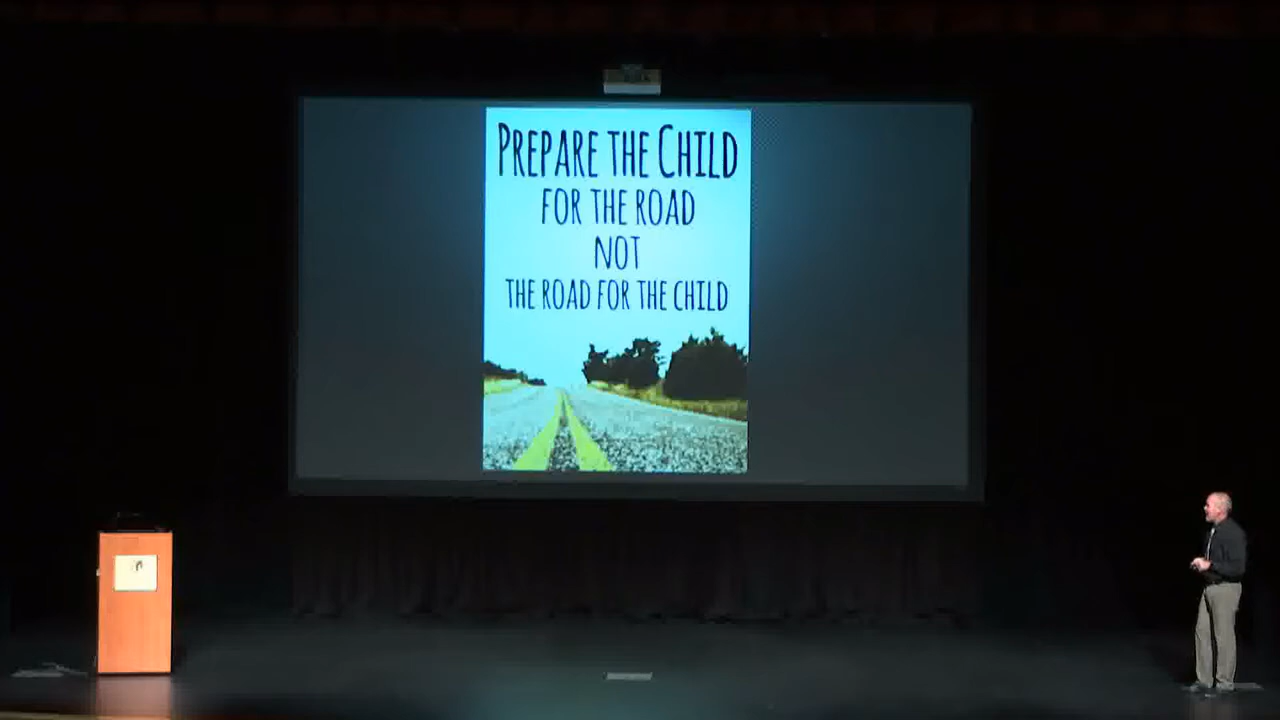 PREPARE THE CHILD
FOR THE ROAD
NOT
THE ROAD FOR THE CHILD